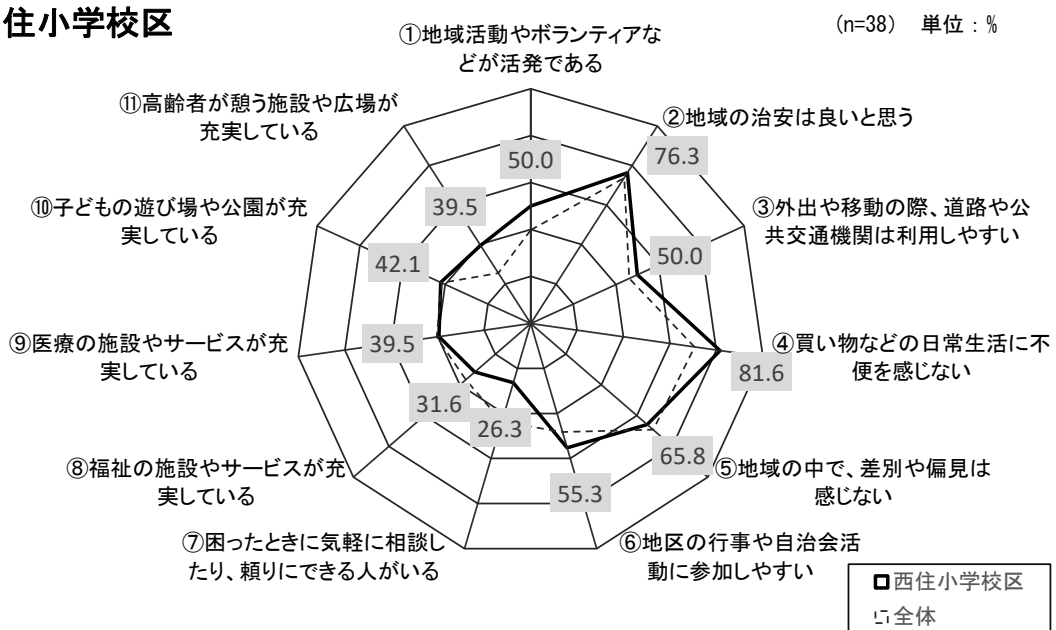 住小学校区
(n=38) 単位：%
①地域活動やボランティアな
どが活発である
50.0
②地域の治安は良いと思う
76.3
③外出や移動の際、道路や公
共交通機関は利用しやすい
50.0
④買い物などの日常生活に不
便を感じない
81.6
⑤地域の中で、差別や偏見は
感じない
65.8
⑥地区の行事や自治会活
動に参加しやすい
55.3
⑦困ったときに気軽に相談し
たり、頼りにできる人がいる
26.3
⑧福祉の施設やサービスが充
実している
31.6
⑨医療の施設やサービスが充
実している
39.5
⑩子どもの遊び場や公園が充
実している
42.1
⑪高齢者が憩う施設や広場が
充実している
39.5
西住小学校区
全体